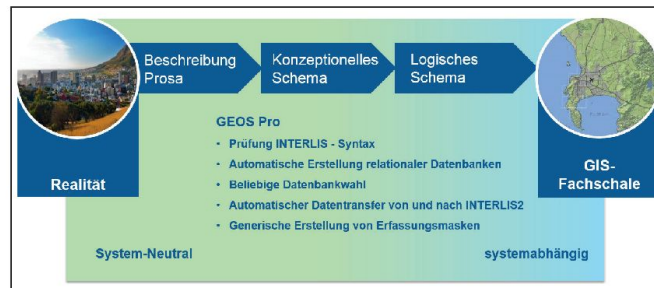 Beschreibung
Prosa
Konzeptionelles
Schema
Logisches
Schema
GEOS Pro
• Prüfung INTERLIS - Syntax
• Automatische Erstellung relationaler Datenbanken
• Beliebige Datenbankwahl
• Automatischer Datentransfer von und nach INTERLIS2
• Generische Erstellung von Erfassungsmasken
Realität
GIS-
Fachschale
System-Neutral
systemabhängig